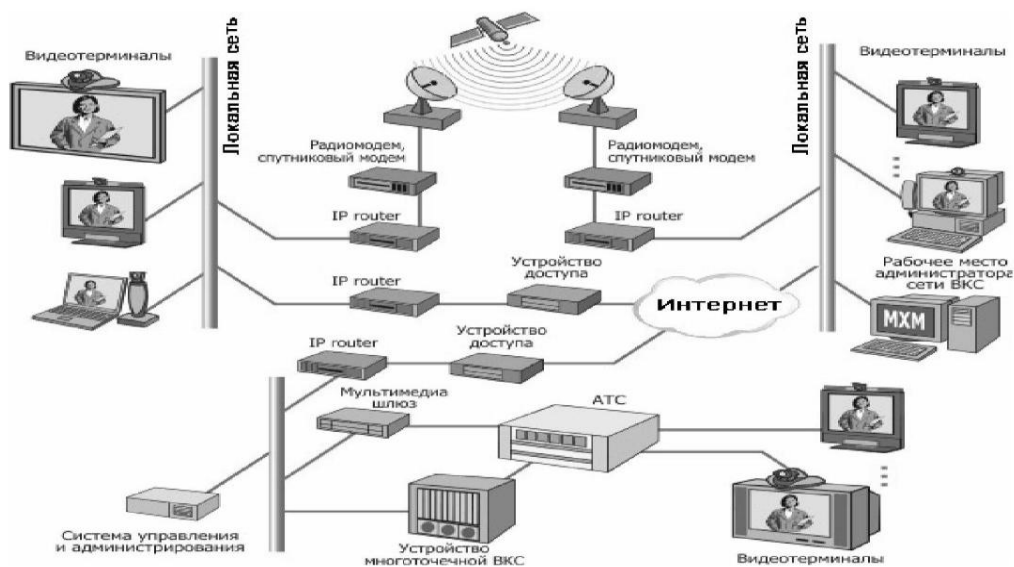 Видеотерминалы
Локальная сеть
Локальная сеть
Видеотерминалы
Радиомодем,
спутниковый модем
Радиомодем,
спутниковый модем
IP router
IP router
Рабочее место
администратора
сети ВКС
IP router
Устройство
доступа
Интернет
MXM
IP router
Устройство
доступа
Мультимедиа
шлюз
АТС
Система управления
и администрирования
Устройство
многоточечной ВКС
Видеотерминалы